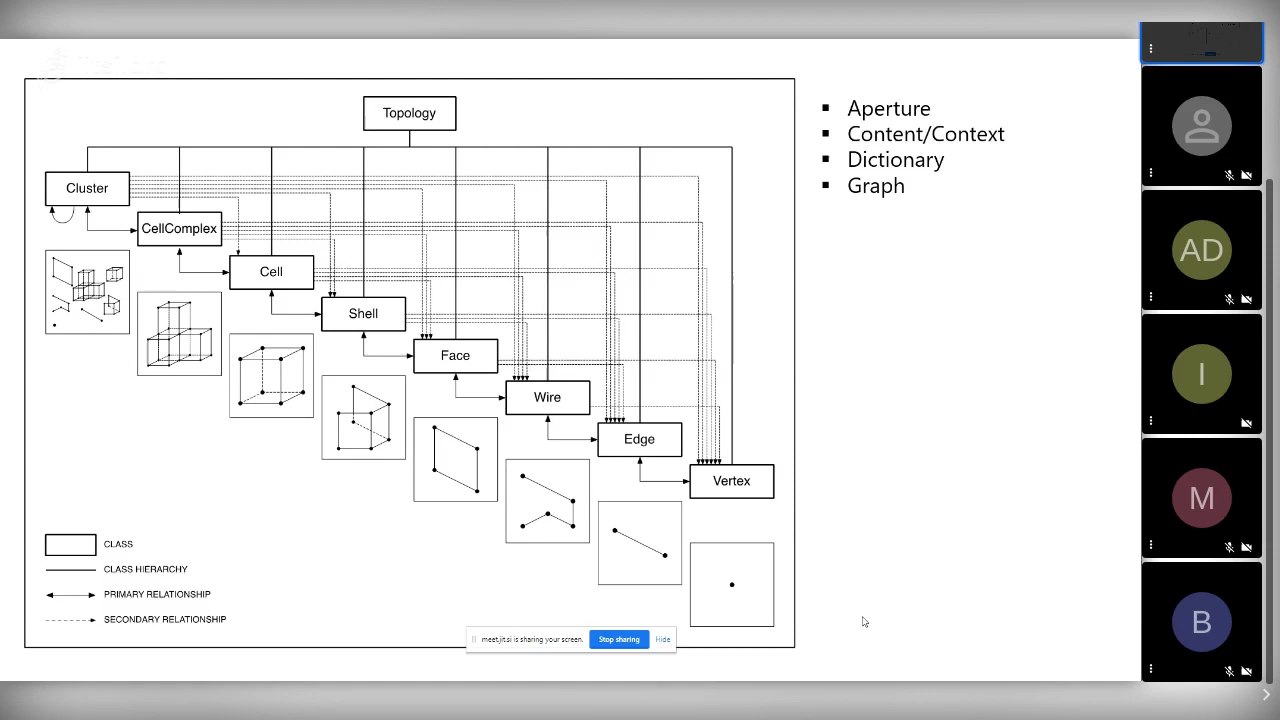 Topology
Cluster
CellComplex
Cell
Shell
Face
Wire
Edge
Vertex
CLASS
CLASS HIERARCHY
PRIMARY RELATIONSHIP
SECONDARY RELATIONSHIP
Aperture
Content/Context
Dictionary
Graph
meet.jit.si is sharing your screen.
Stop sharing
Hide
AD
I
M
B